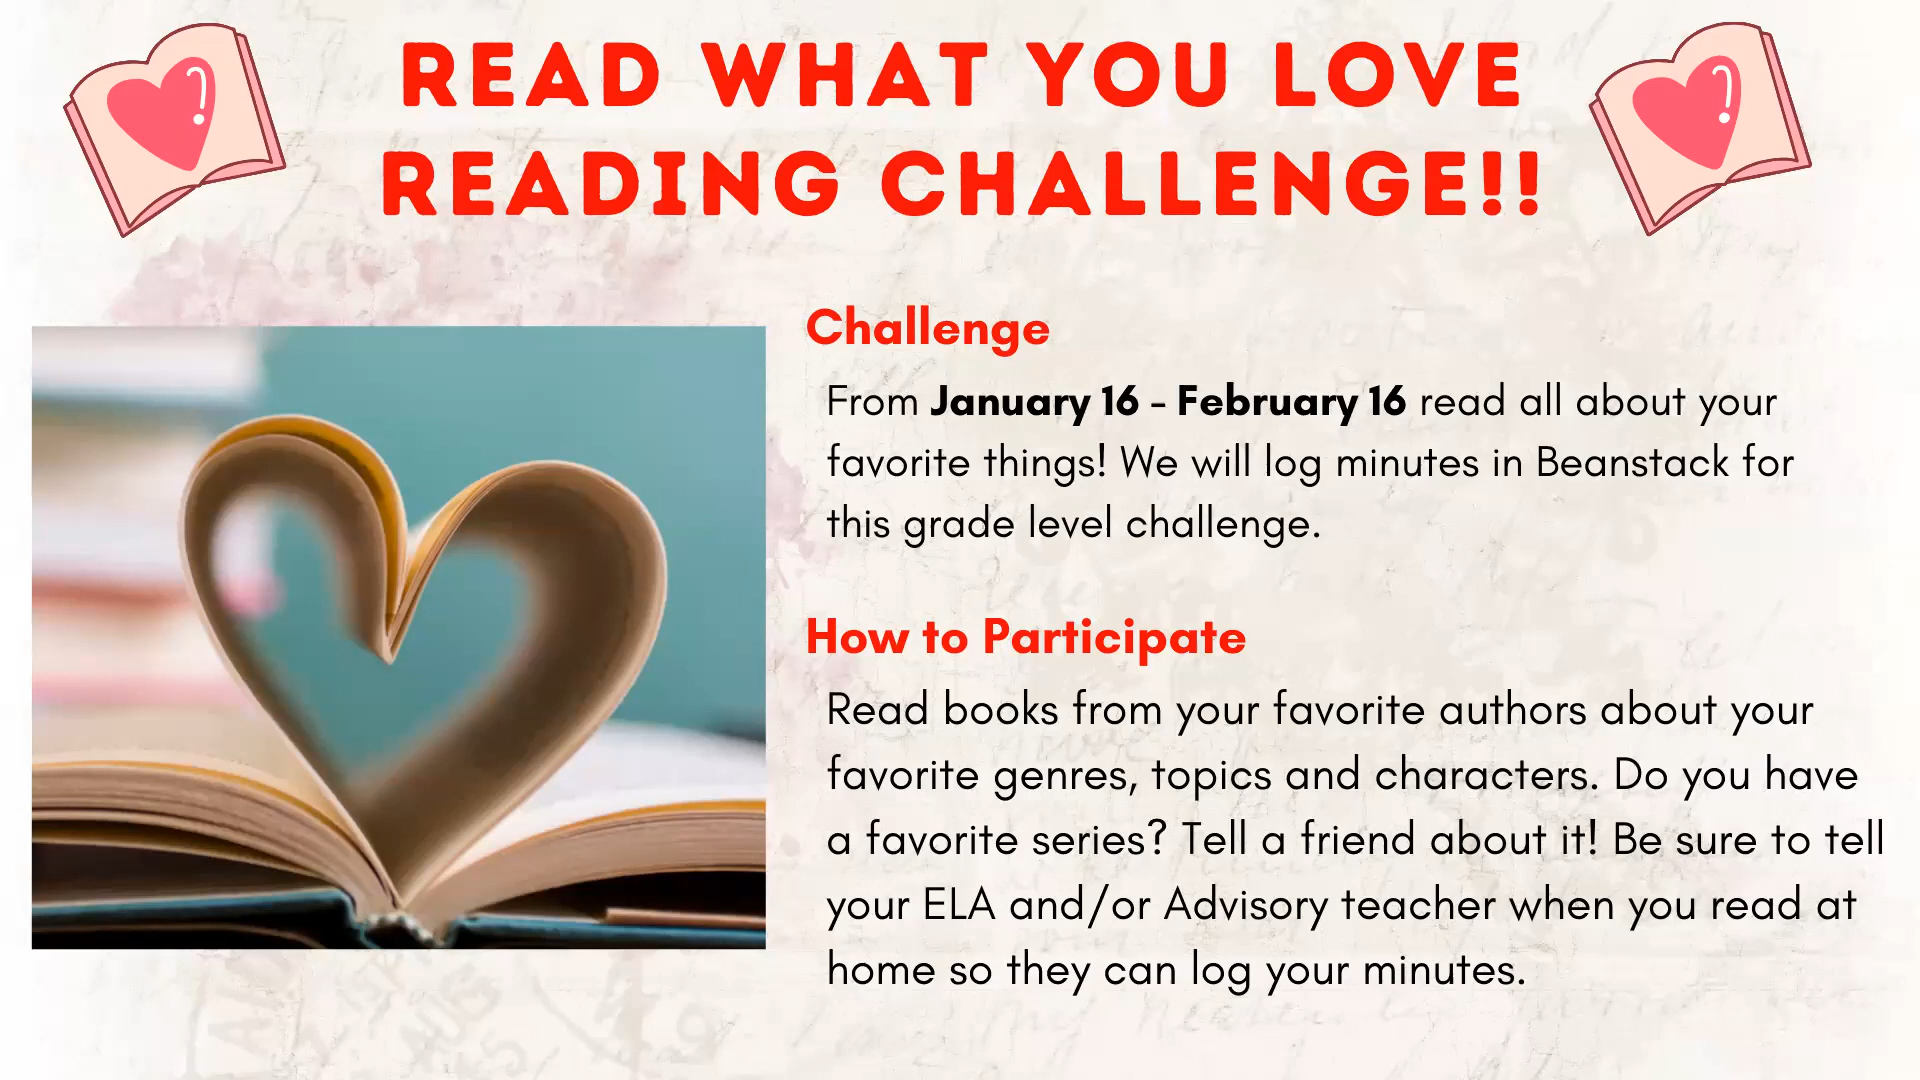 READ WHAT YOU LOVE
READING CHALLENGE!!
Challenge
From January 16 - February 16 read all about your
favorite things! We will log minutes in Beanstack for
this grade level challenge.
How to Participate
Read books from your favorite authors about your
favorite genres, topics and characters. Do you have
a favorite series? Tell a friend about it! Be sure to tell
your ELA and/or Advisory teacher when you read at
home so they can log your minutes.